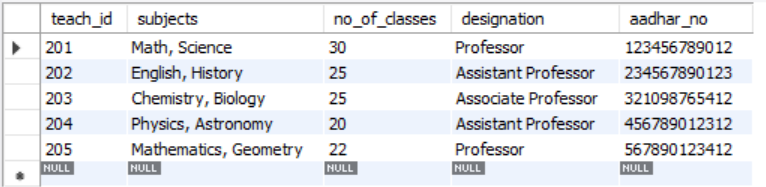 teach_id subjects no_of_classes designation aadhar_no
201 Math, Science 30 Professor 123456789012
202 English, History 25 Assistant Professor 234567890123
203 Chemistry, Biology 25 Associate Professor 321098765412
204 Physics, Astronomy 20 Assistant Professor 456789012312
205 Mathematics, Geometry 22 Professor 567890123412
NULL NULL NULL NULL NULL